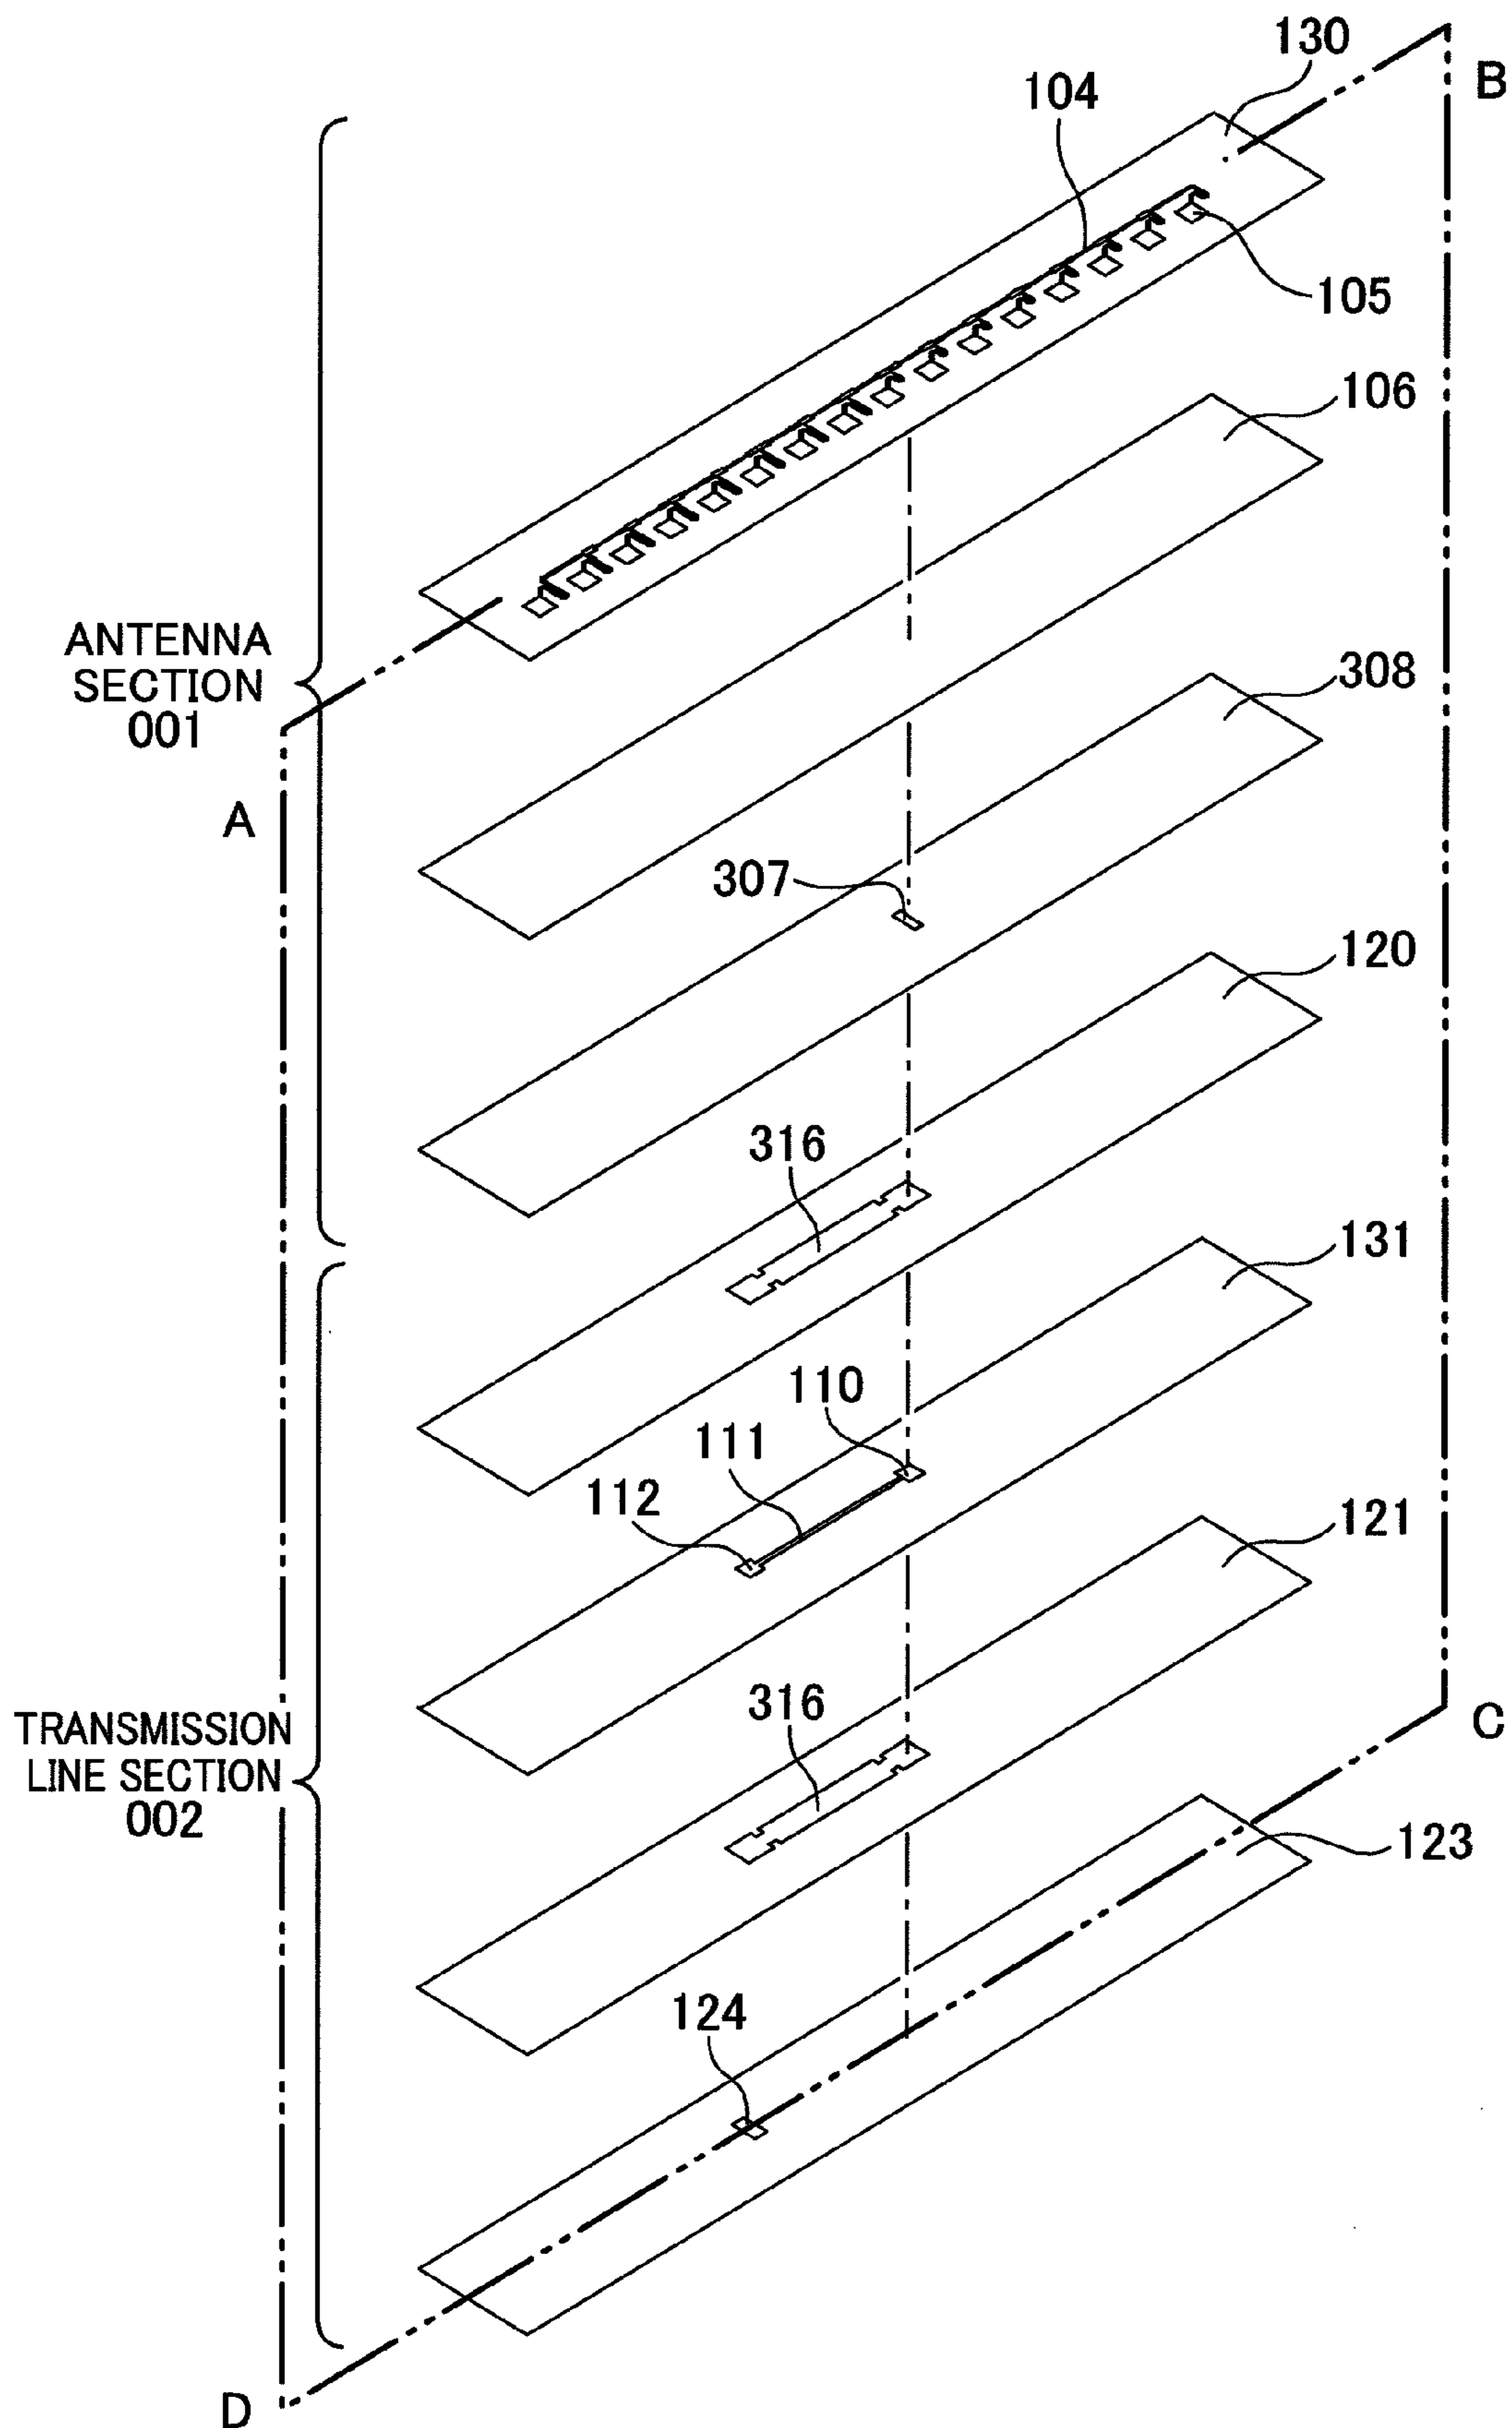 130
B
104
105
106
ANTENNA
SECTION
001
308
A
307
120
316
131
110
111
112
121
316
TRANSMISSION
LINE SECTION
002
C
123
124
D